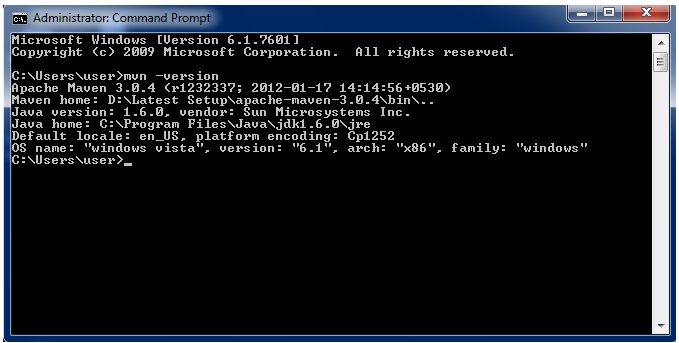 Administrator: Command Prompt
Microsoft Windows [Version 6.1.7601]
Copyright (c) 2009 Microsoft Corporation.  All rights reserved.
C:\Users\user>mvn -version
Apache Maven 3.0.4 (r1232337; 2012-01-17 14:14:56+0530)
Maven home: D:\Latest Setup\apache-maven-3.0.4\bin\..
Java version: 1.6.0, vendor: Sun Microsystems Inc.
Java home: C:\Program Files\Java\jdk1.6.0\jre
Default locale: en_US, platform encoding: Cp1252
OS name: "windows vista", version: "6.1", arch: "x86", family: "windows"
C:\Users\user>_